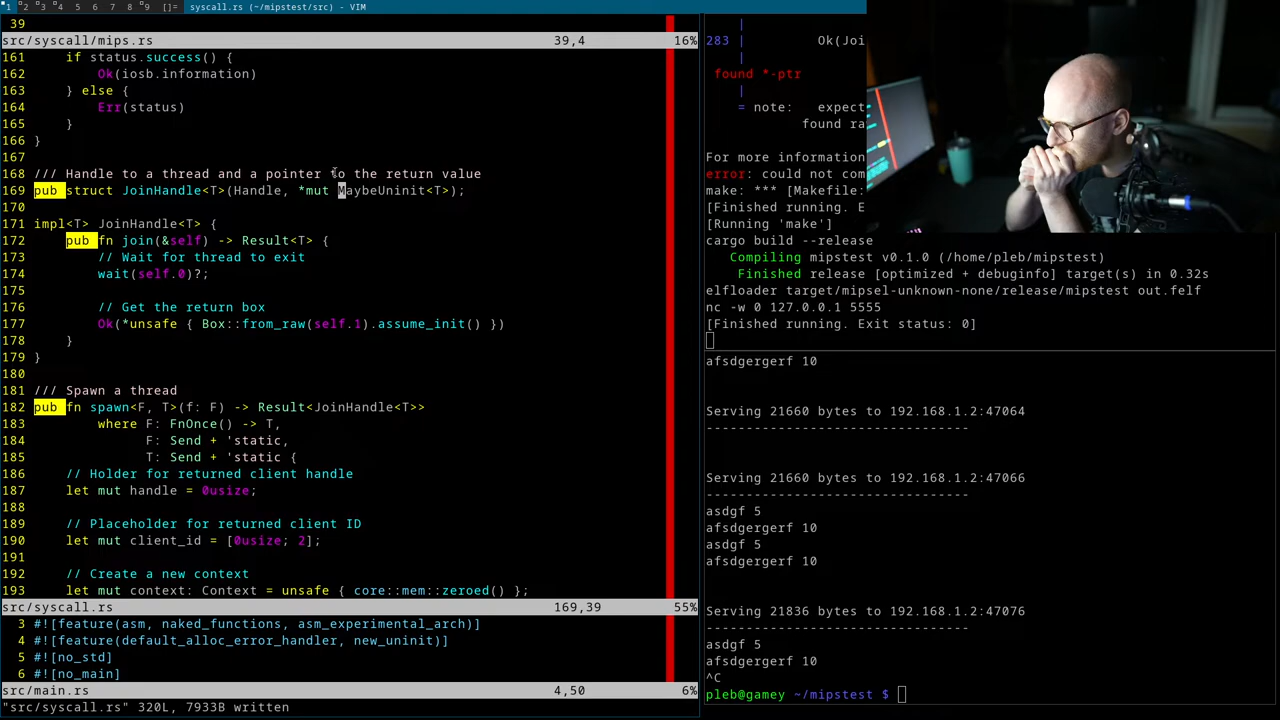 1 2 3 4 5 6 7 8 9 []= syscall.rs (~/mipstest/src) - VIM
39
src/syscall/mips.rs 39,4 16%
161 if status.success() {
162 Ok(iosb.information)
163 } else {
164 Err(status)
165 }
166 }
167
168 /// Handle to a thread and a pointer to the return value
169 pub struct JoinHandle<T>(Handle, *mut MaybeUninit<T>);
170
171 impl<T> JoinHandle<T> {
172 pub fn join(&self) -> Result<T> {
173 // Wait for thread to exit
174 wait(self.0)?;
175
176 // Get the return box
177 Ok(*unsafe { Box::from_raw(self.1).assume_init() })
178 }
179 }
180
181 /// Spawn a thread
182 pub fn spawn<F, T>(f: F) -> Result<JoinHandle<T>>
183 where F: FnOnce() -> T,
184 F: Send + 'static,
185 T: Send + 'static {
186 // Holder for returned client handle
187 let mut handle = 0usize;
188
189 // Placeholder for returned client ID
190 let mut client_id = [0usize; 2];
191
192 // Create a new context
193 let mut context: Context = unsafe { core::mem::zeroed() };
src/syscall.rs 169,39 55%
3 #![feature(asm, naked_functions, asm_experimental_arch)]
4 #![feature(default_alloc_error_handler, new_uninit)]
5 #![no_std]
6 #![no_main]
src/main.rs 4,50 6%
"src/syscall.rs" 320L, 7933B written
|
283 | Ok(Joi
|
found *-ptr
|
= note: expect
found ra
For more information
error: could not com
make: *** [Makefile:
[Finished running. E
[Running 'make']
cargo build --release
Compiling mipstest v0.1.0 (/home/pleb/mipstest)
Finished release [optimized + debuginfo] target(s) in 0.32s
elfloader target/mipsel-unknown-none/release/mipstest out.felf
nc -w 0 127.0.0.1 5555
[Finished running. Exit status: 0]
afsdgergerf 10
Serving 21660 bytes to 192.168.1.2:47064
---------------------------------
Serving 21660 bytes to 192.168.1.2:47066
---------------------------------
asdgf 5
afsdgergerf 10
asdgf 5
afsdgergerf 10
Serving 21836 bytes to 192.168.1.2:47076
---------------------------------
asdgf 5
afsdgergerf 10
^C
pleb@gamey ~/mipstest $